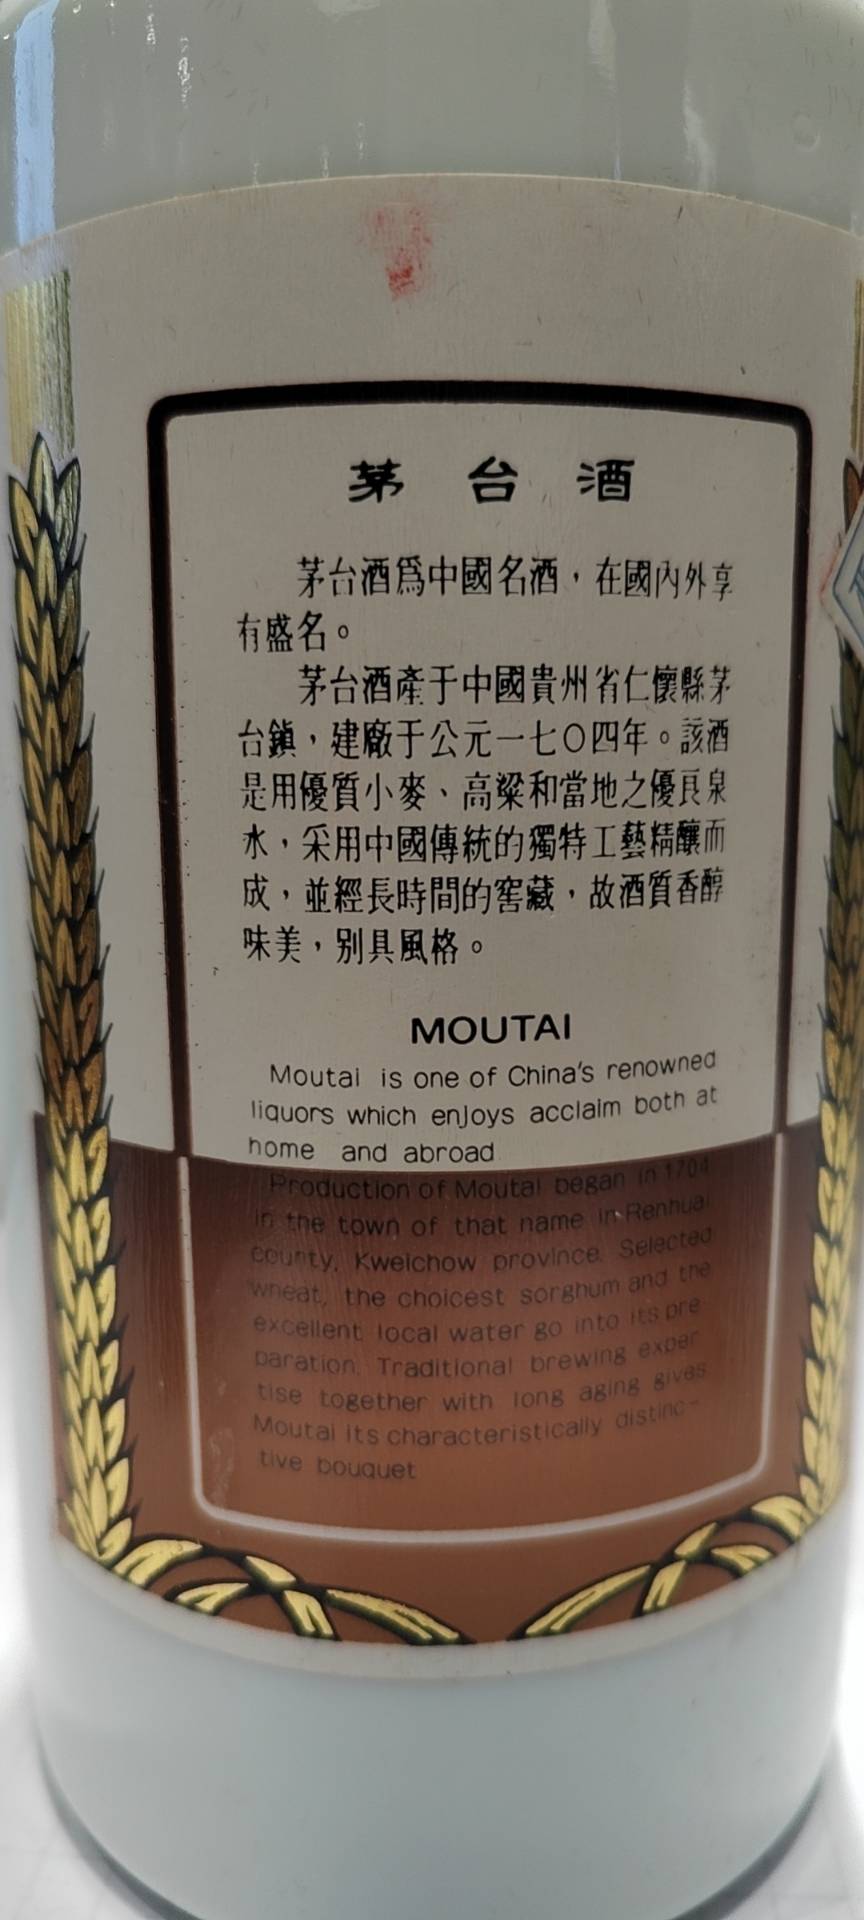 茅台酒
茅台酒爲中國名酒，在國內外享
有盛名。
茅台酒產于中國貴州省仁懷縣茅
台鎮，建廠于公元一七〇四年。該酒
是用優質小麥、高粱和當地之優良泉
水，采用中國傳統的獨特工藝精釀而
成，並經長時間的窖藏，故酒質香醇
味美，别具風格。
MOUTAI
Moutai is one of China's renowned
liquors which enjoys acclaim both at
home and abroad
Production of Moutai began in 1704
in the town of that name in Renhuai
county, Kweichow province. Selected
wheat, the choicest sorghum and the
excellent local water go into its pre
paration. Traditional brewing exper
tise together with long aging gives
Moutai its characteristically distinc-
tive bouquet